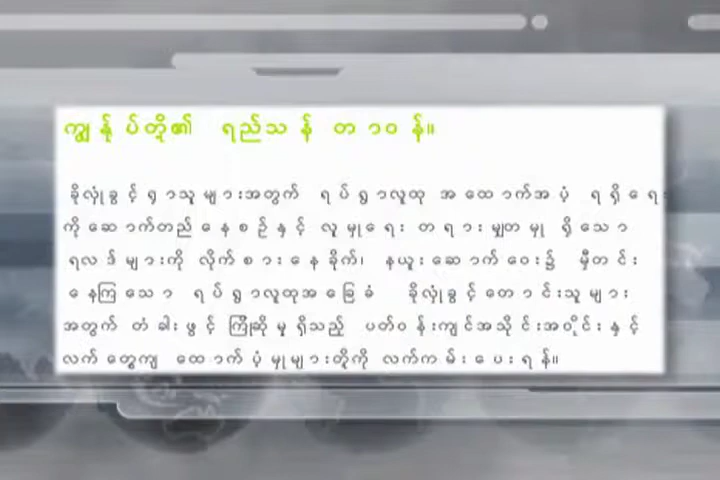 ကျွန်ုပ်တို့၏ ရည်သန် တာဝန်။
ခိုလှုံခွင့်ရှာသူများအတွက် ရပ်ရွာလူထု အထောက်အပံ့ ရရှိရေး
ကိုဆောက်တည်နေစဉ်နှင့် လူမှုရေး တရားမျှတမှု ရှိသော
ရလဒ်များကို လိုက်စားနေခိုက်၊ နယူးဆောက်ဝေး၌ မှီတင်း
နေကြသော ရပ်ရွာလူထုအခြေခံ ခိုလှုံခွင့်တောင်းသူများ
အတွက် တံခါးဖွင့် ကြိုဆိုမှုရှိသည့် ပတ်ဝန်းကျင်အသိုင်းအဝိုင်းနှင့်
လက်တွေ့ကျ ထောက်ပံ့မှုများတို့ကို လက်ကမ်းပေးရန်။